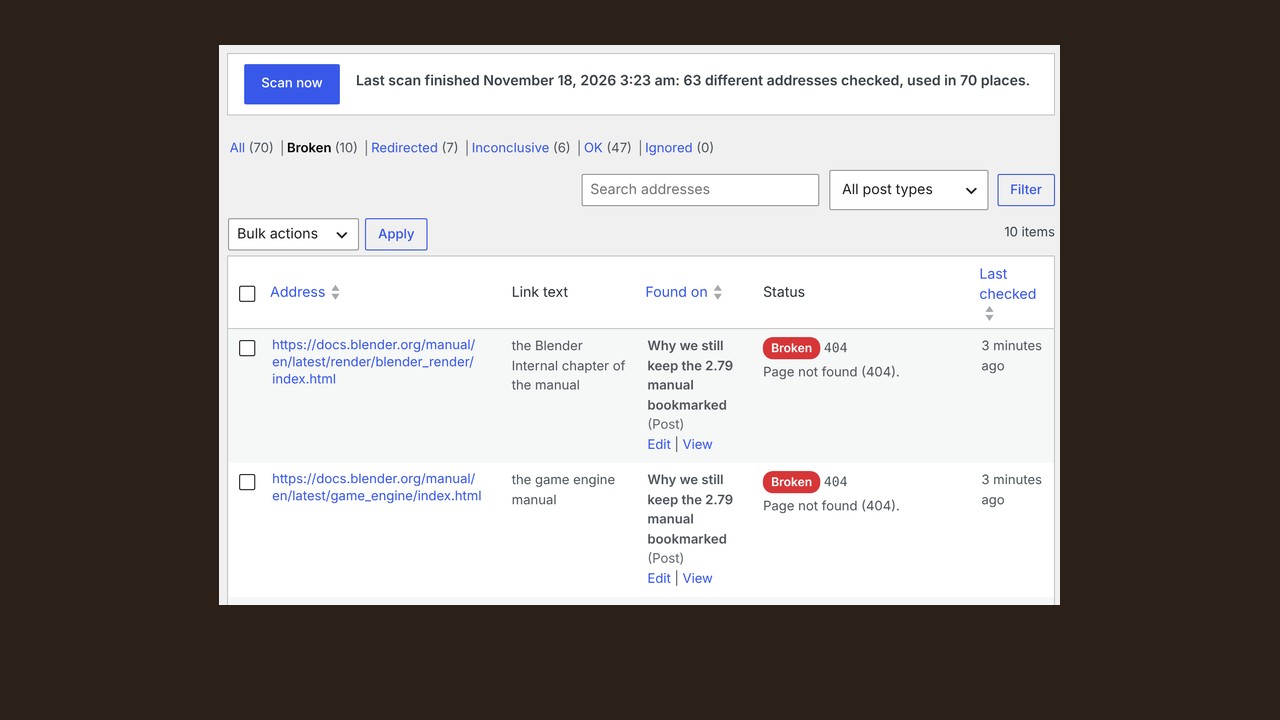 Scan now
Last scan finished November 18, 2026 3:23 am: 63 different addresses checked, used in 70 places.
All (70) | Broken (10) | Redirected (7) | Inconclusive (6) | OK (47) | Ignored (0)
Search addresses
All post types
Filter
Bulk actions
Apply
10 items
Address
Link text
Found on
Status
Last
checked
https://docs.blender.org/manual/
en/latest/render/blender_render/
index.html
the Blender
Internal chapter of
the manual
Why we still
keep the 2.79
manual
bookmarked
(Post)
Edit | View
Broken 404
Page not found (404).
3 minutes
ago
https://docs.blender.org/manual/
en/latest/game_engine/index.html
the game engine
manual
Why we still
keep the 2.79
manual
bookmarked
(Post)
Edit | View
Broken 404
Page not found (404).
3 minutes
ago